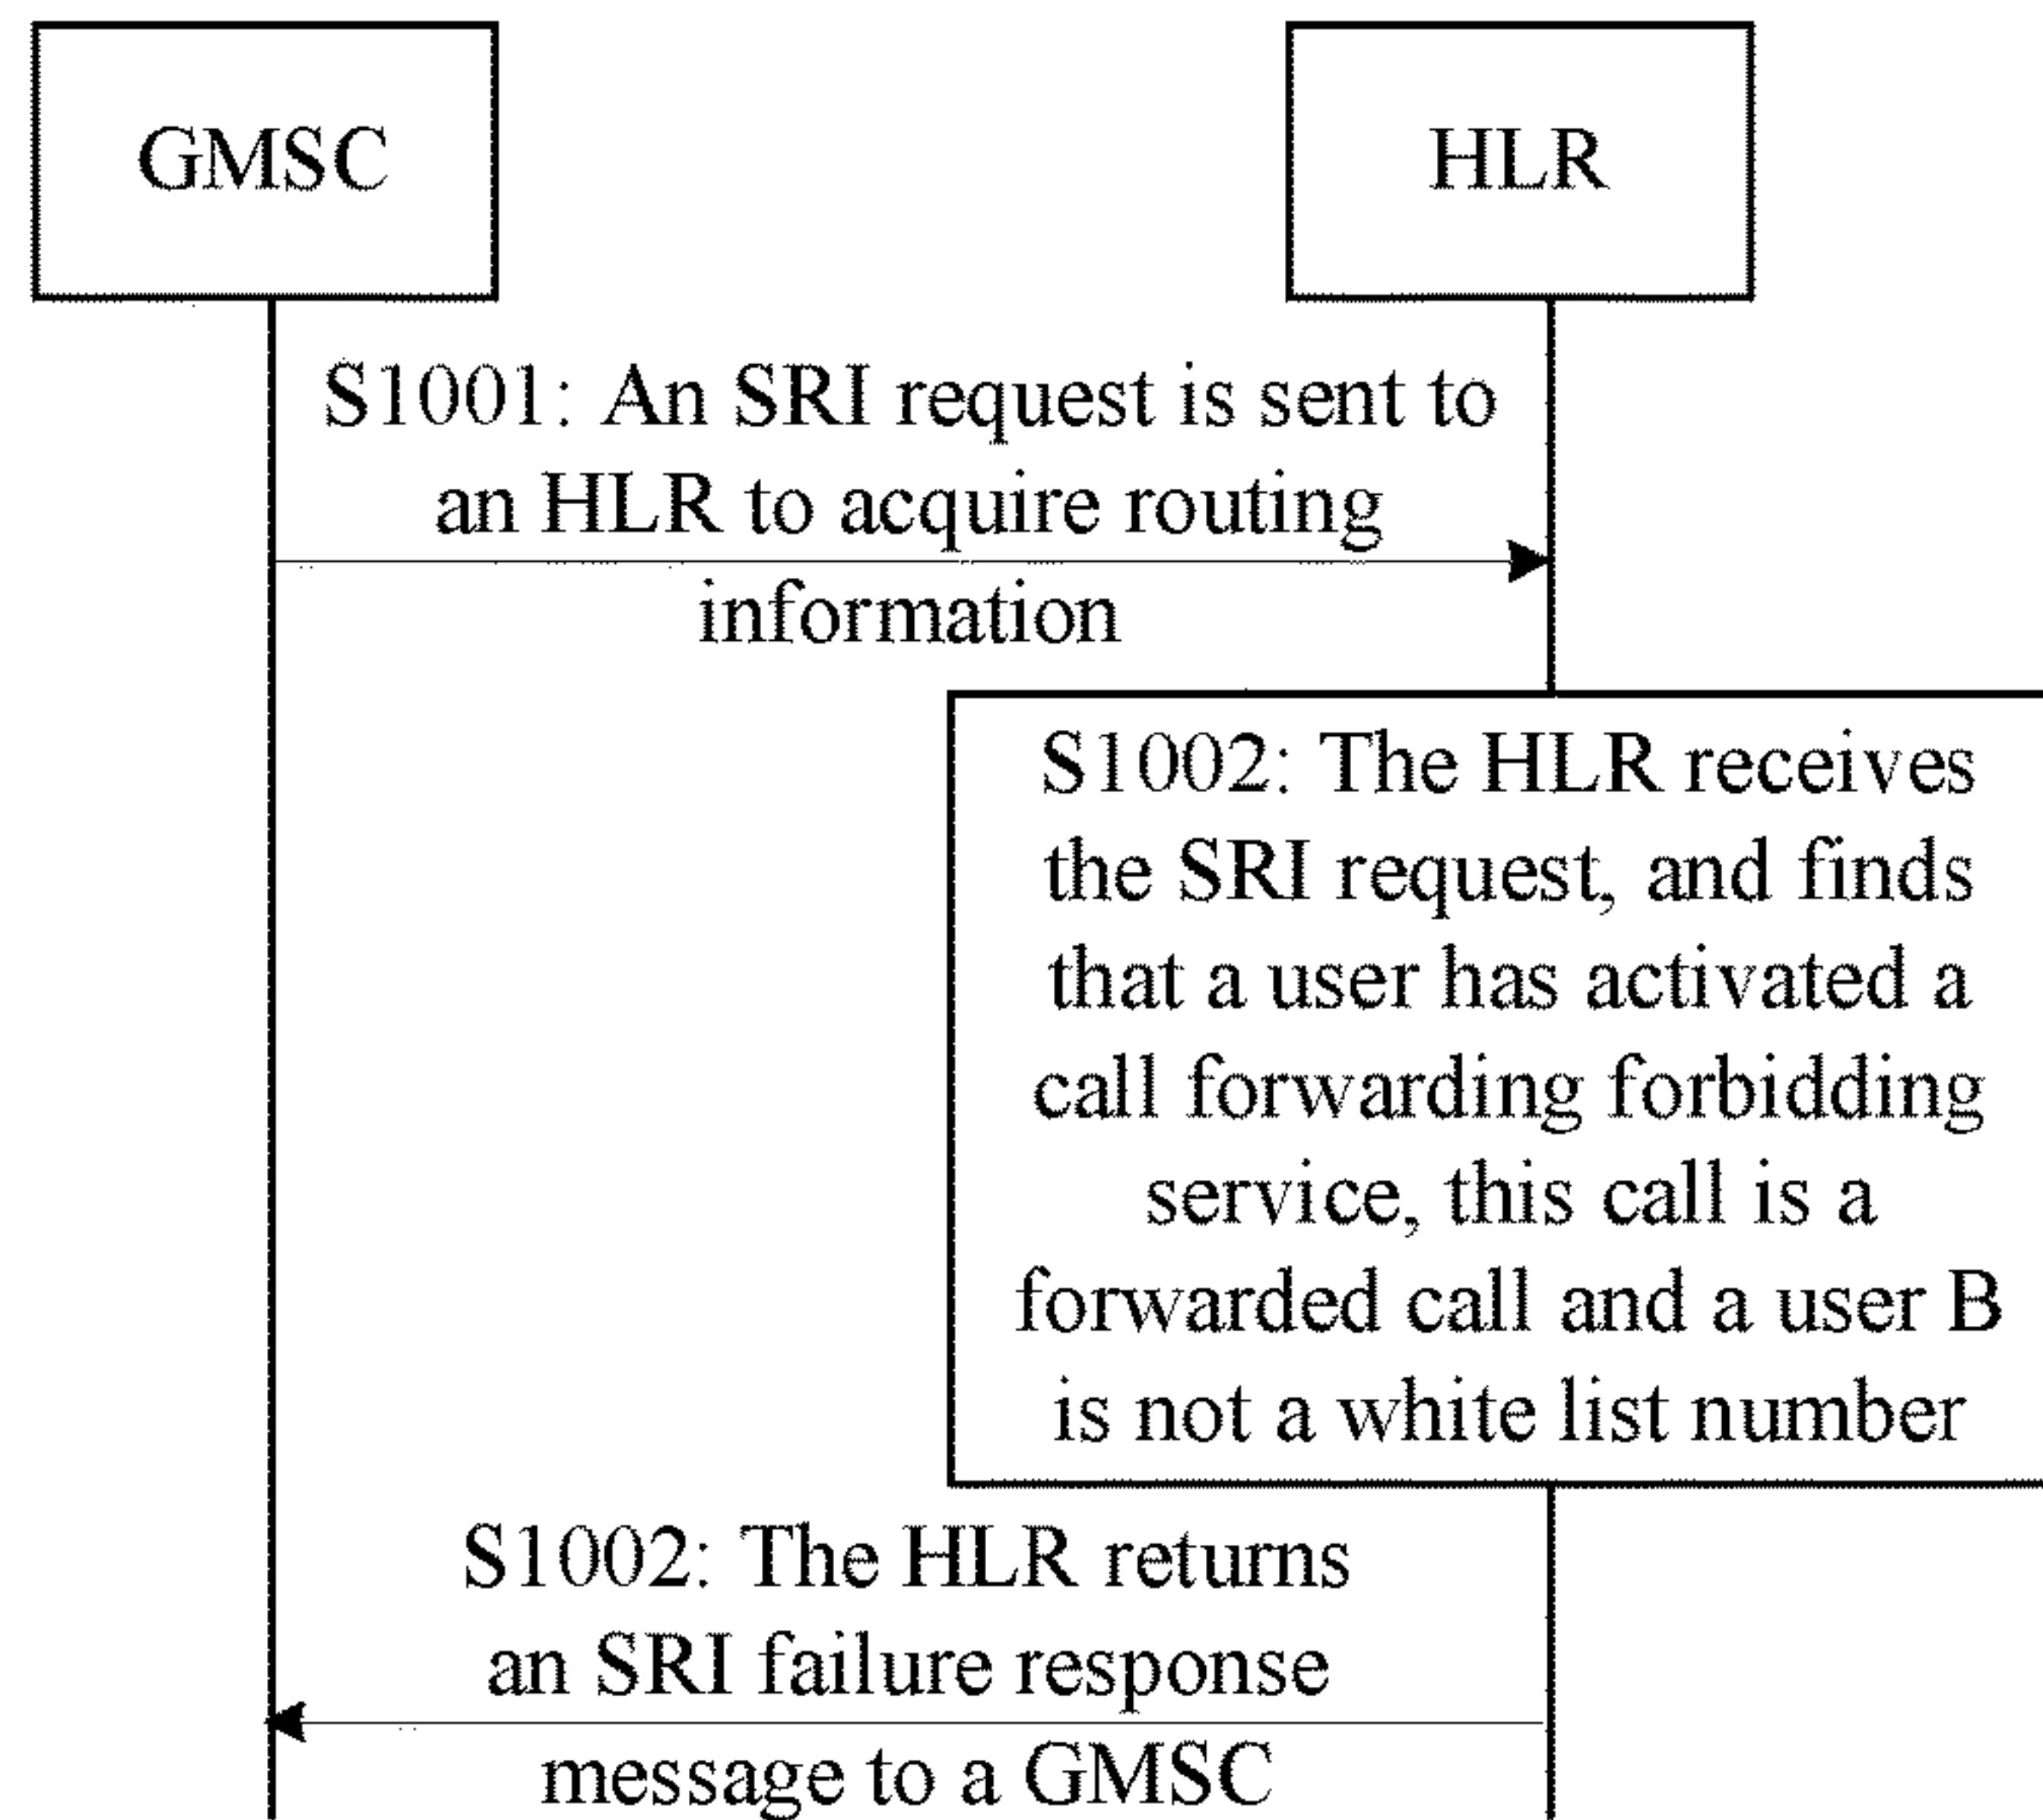 GMSC
HLR
S1001: An SRI request is sent to
an HLR to acquire routing
information
S1002: The HLR receives
the SRI request, and finds
that a user has activated a
call forwarding forbidding
service, this call is a
forwarded call and a user B
is not a white list number
S1002: The HLR returns
an SRI failure response
message to a GMSC